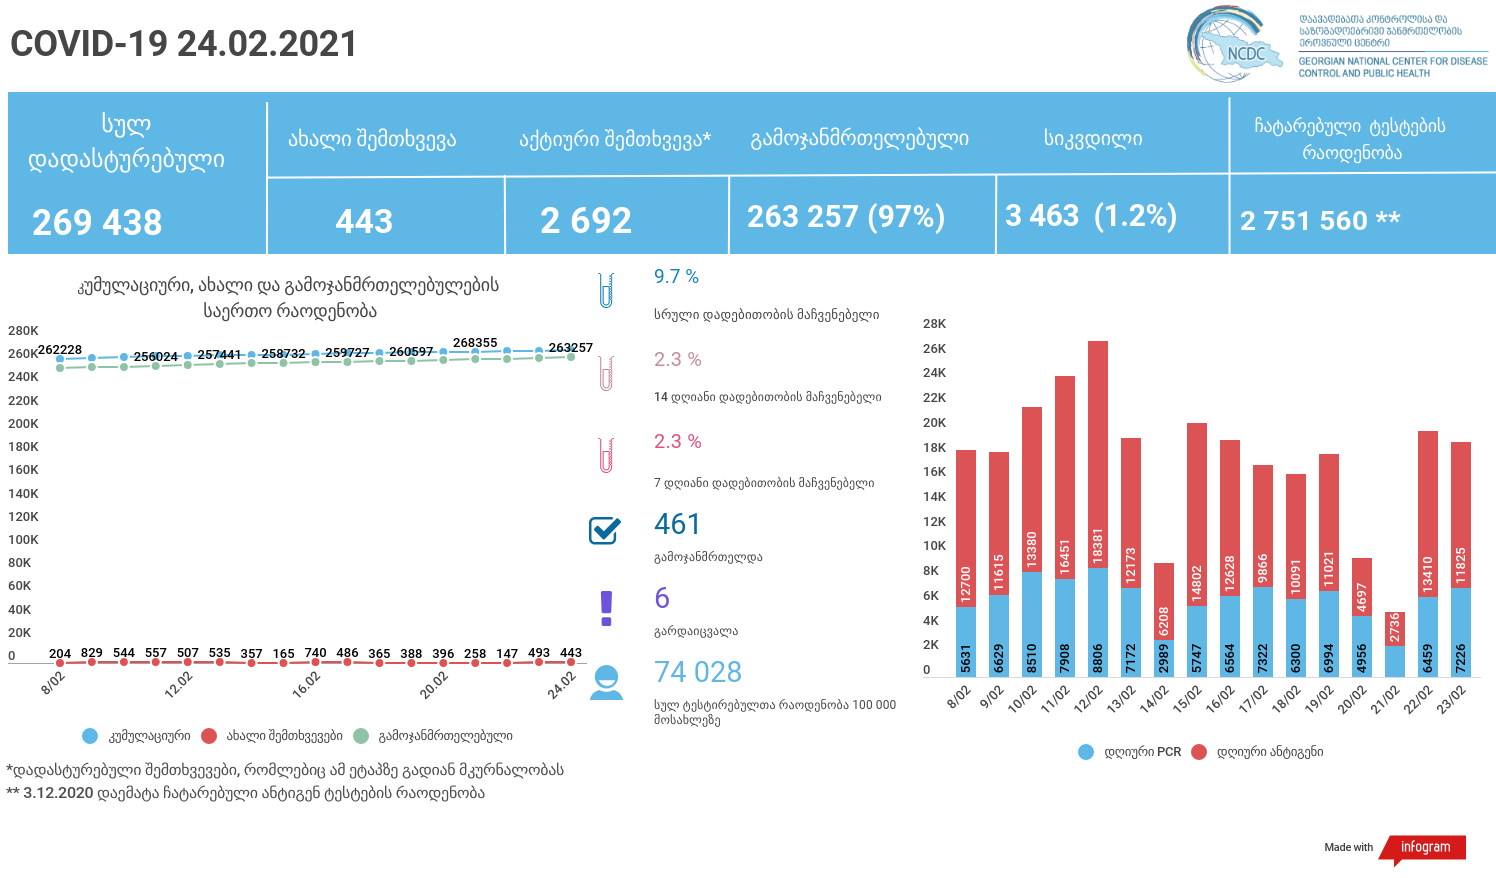 COVID-19 24.02.2021
NCDC
დაავადებათა კონტროლისა და
საზოგადოებრივი ჯანმრთელობის
ეროვნული ცენტრი
GEORGIAN NATIONAL CENTER FOR DISEASE
CONTROL AND PUBLIC HEALTH
სულ
დადასტურებული
269 438
ახალი შემთხვევა
443
აქტიური შემთხვევა*
2 692
გამოჯანმრთელებული
263 257 (97%)
სიკვდილი
3 463 (1.2%)
ჩატარებული ტესტების
რაოდენობა
2 751 560 **
კუმულაციური, ახალი და გამოჯანმრთელებულების
საერთო რაოდენობა
280K
260K
240K
220K
200K
180K
160K
140K
120K
100K
80K
60K
40K
20K
0
262228
256024
257441
258732
259727
260597
268355
263257
204 829 544 557 507 535 357 165 740 486 365 388 396 258 147 493 443
8/02 12.02 16.02 20.02 24.02
კუმულაციური ახალი შემთხვევები გამოჯანმრთელებული
9.7 %
სრული დადებითობის მაჩვენებელი
2.3 %
14 დღიანი დადებითობის მაჩვენებელი
2.3 %
7 დღიანი დადებითობის მაჩვენებელი
461
გამოჯანმრთელდა
6
გარდაიცვალა
74 028
სულ ტესტირებულთა რაოდენობა 100 000
მოსახლეზე
28K
26K
24K
22K
20K
18K
16K
14K
12K
10K
8K
6K
4K
2K
0
12700 11615 13380 16451 18381 12173 6208 14802 12628 9866 10091 11021 4697 2736 13410 11825
5631 6629 8510 7908 8806 7172 2989 5747 6564 7322 6300 6994 4956 6459 7226
8/02 9/02 10/02 11/02 12/02 13/02 14/02 15/02 16/02 17/02 18/02 19/02 20/02 21/02 22/02 23/02
დღიური PCR დღიური ანტიგენი
*დადასტურებული შემთხვევები, რომლებიც ამ ეტაპზე გადიან მკურნალობას
** 3.12.2020 დაემატა ჩატარებული ანტიგენ ტესტების რაოდენობა
Made with infogram